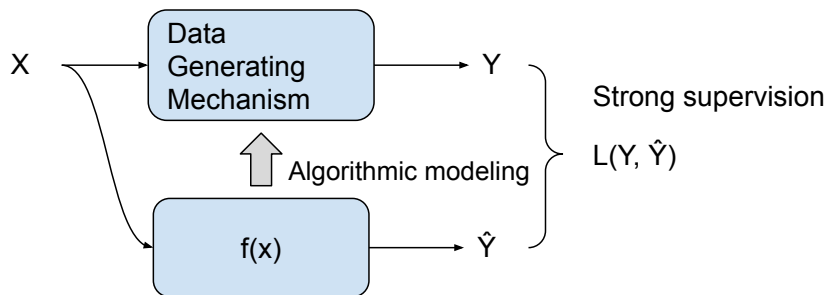 X
Data
Generating
Mechanism
Y
Strong supervision
L(Y, Ŷ)
Algorithmic modeling
f(x)
Ŷ